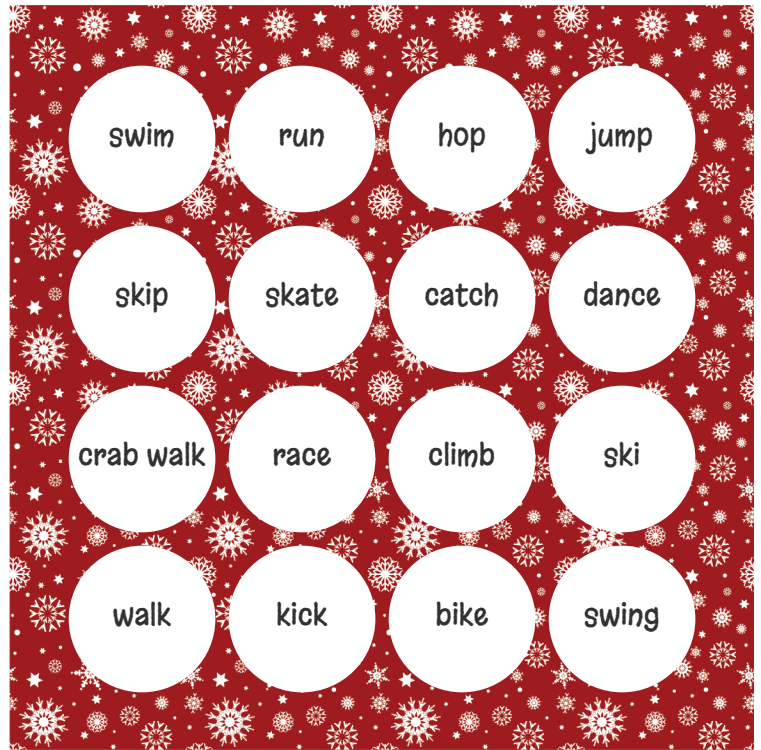 swim run hop jump
skip skate catch dance
crab walk race climb ski
walk kick bike swing